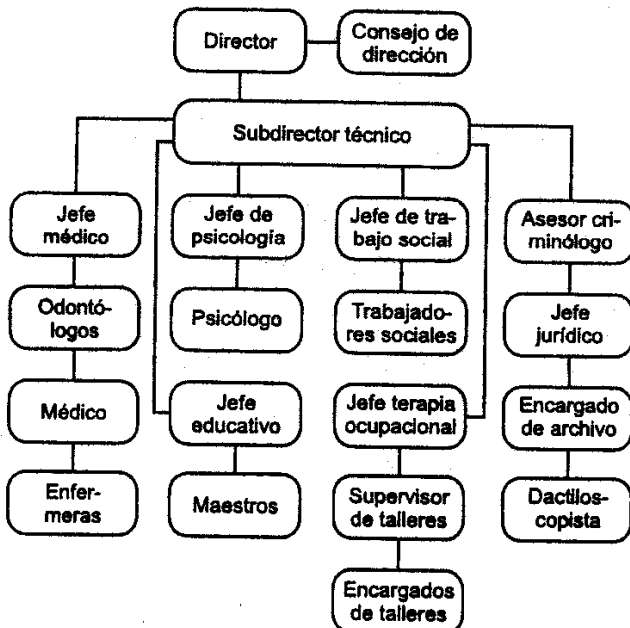 Director
Consejo de
dirección
Subdirector técnico
Jefe
médico
Jefe de
psicología
Jefe de tra-
bajo social
Asesor cri-
minólogo
Odontó-
logos
Psicólogo
Trabajado-
res sociales
Jefe
jurídico
Médico
Jefe
educativo
Jefe terapia
ocupacional
Encargado
de archivo
Enfer-
meras
Maestros
Supervisor
de talleres
Dactilos-
copista
Encargados
de talleres